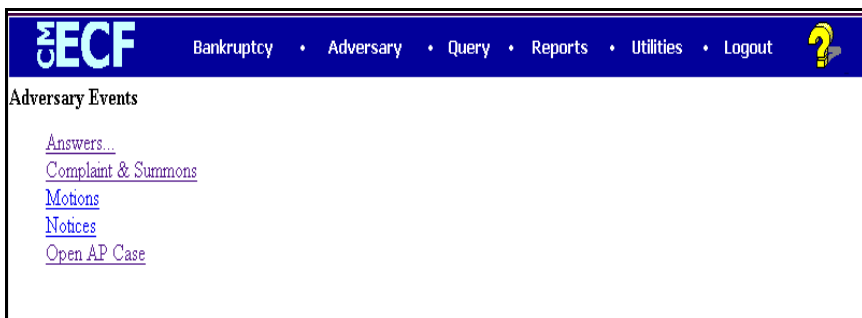 CM ECF Bankruptcy • Adversary • Query • Reports • Utilities • Logout ?
Adversary Events
Answers...
Complaint & Summons
Motions
Notices
Open AP Case